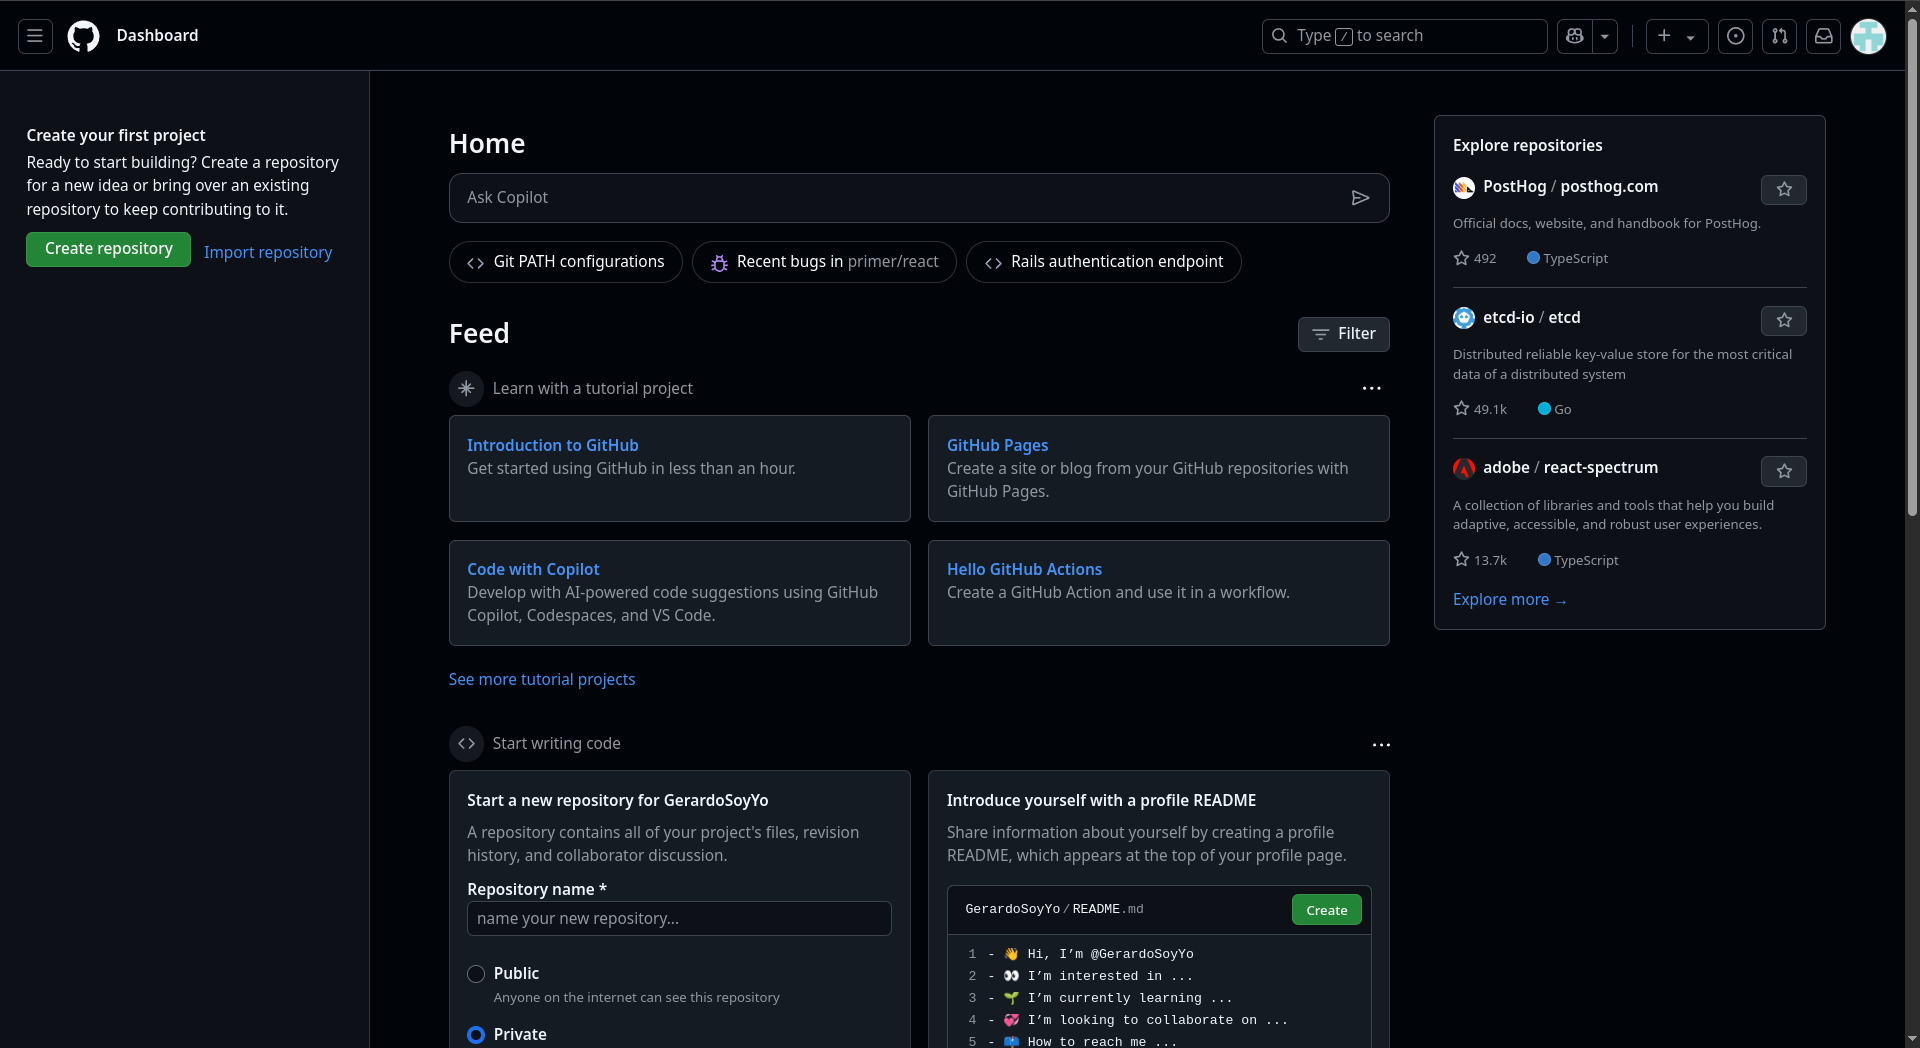 Dashboard
Type / to search
Create your first project
Ready to start building? Create a repository
for a new idea or bring over an existing
repository to keep contributing to it.
Create repository
Import repository
Home
Ask Copilot
Git PATH configurations
Recent bugs in primer/react
Rails authentication endpoint
Feed
Filter
Learn with a tutorial project
Introduction to GitHub
Get started using GitHub in less than an hour.
GitHub Pages
Create a site or blog from your GitHub repositories with
GitHub Pages.
Code with Copilot
Develop with AI-powered code suggestions using GitHub
Copilot, Codespaces, and VS Code.
Hello GitHub Actions
Create a GitHub Action and use it in a workflow.
See more tutorial projects
Start writing code
Start a new repository for GerardoSoyYo
A repository contains all of your project's files, revision
history, and collaborator discussion.
Repository name *
name your new repository...
Public
Anyone on the internet can see this repository
Private
Introduce yourself with a profile README
Share information about yourself by creating a profile
README, which appears at the top of your profile page.
GerardoSoyYo/README.md
Create
1 - 👋 Hi, I’m @GerardoSoyYo
2 - 👀 I’m interested in ...
3 - 🌱 I’m currently learning ...
4 - 💞️ I’m looking to collaborate on ...
5 - 📫 How to reach me ...
Explore repositories
PostHog / posthog.com
Official docs, website, and handbook for PostHog.
492 TypeScript
etcd-io / etcd
Distributed reliable key-value store for the most critical
data of a distributed system
49.1k Go
adobe / react-spectrum
A collection of libraries and tools that help you build
adaptive, accessible, and robust user experiences.
13.7k TypeScript
Explore more →